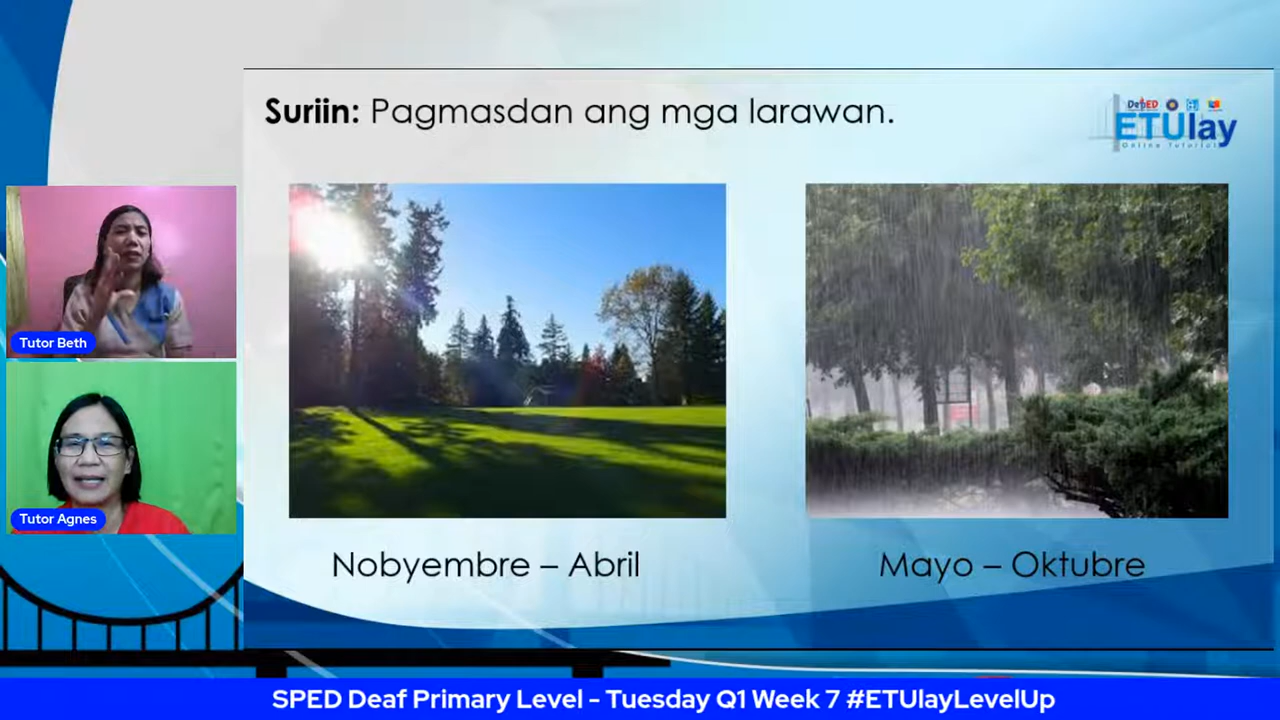 Suriin: Pagmasdan ang mga larawan.
DepED
ETUlay
Online Tutorial
Tutor Beth
Tutor Agnes
Nobyembre – Abril
Mayo – Oktubre
SPED Deaf Primary Level - Tuesday Q1 Week 7 #ETUlayLevelUp